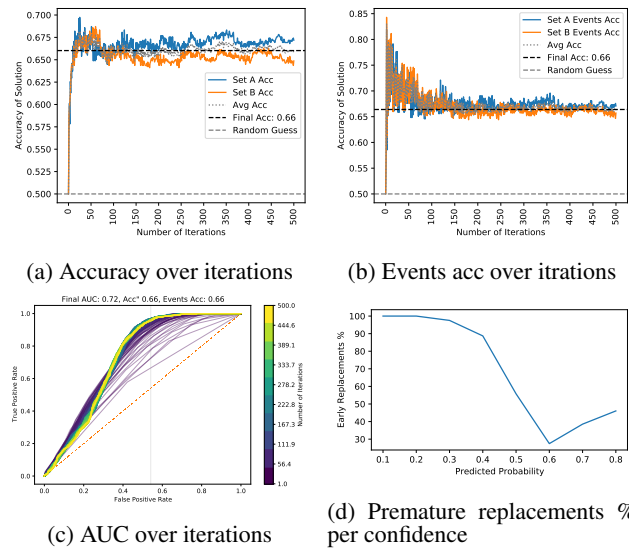 0.700
0.675
0.650
0.625
0.600
0.575
0.550
0.525
0.500
Accuracy of Solution
Set A Acc
Set B Acc
Avg Acc
Final Acc: 0.66
Random Guess
0 50 100 150 200 250 300 350 400 450 500
Number of Iterations
(a) Accuracy over iterations
0.85
0.80
0.75
0.70
0.65
0.60
0.55
0.50
Accuracy of Solution
Set A Events Acc
Set B Events Acc
Avg Acc
Final Acc: 0.66
Random Guess
0 50 100 150 200 250 300 350 400 450 500
Number of Iterations
(b) Events acc over itrations
Final AUC: 0.72, Acc" 0.66, Events Acc: 0.66
1.0
0.8
0.6
0.4
0.2
0.0
True Positive Rate
0.0 0.2 0.4 0.6 0.8 1.0
False Positive Rate
500.0
444.6
389.1
333.7
278.2
222.8
167.3
111.9
56.4
1.0
Number of Iterations
(c) AUC over iterations
100
90
80
70
60
50
40
30
Early Replacements %
0.1 0.2 0.3 0.4 0.5 0.6 0.7 0.8
Predicted Probability
(d) Premature replacements %
per confidence